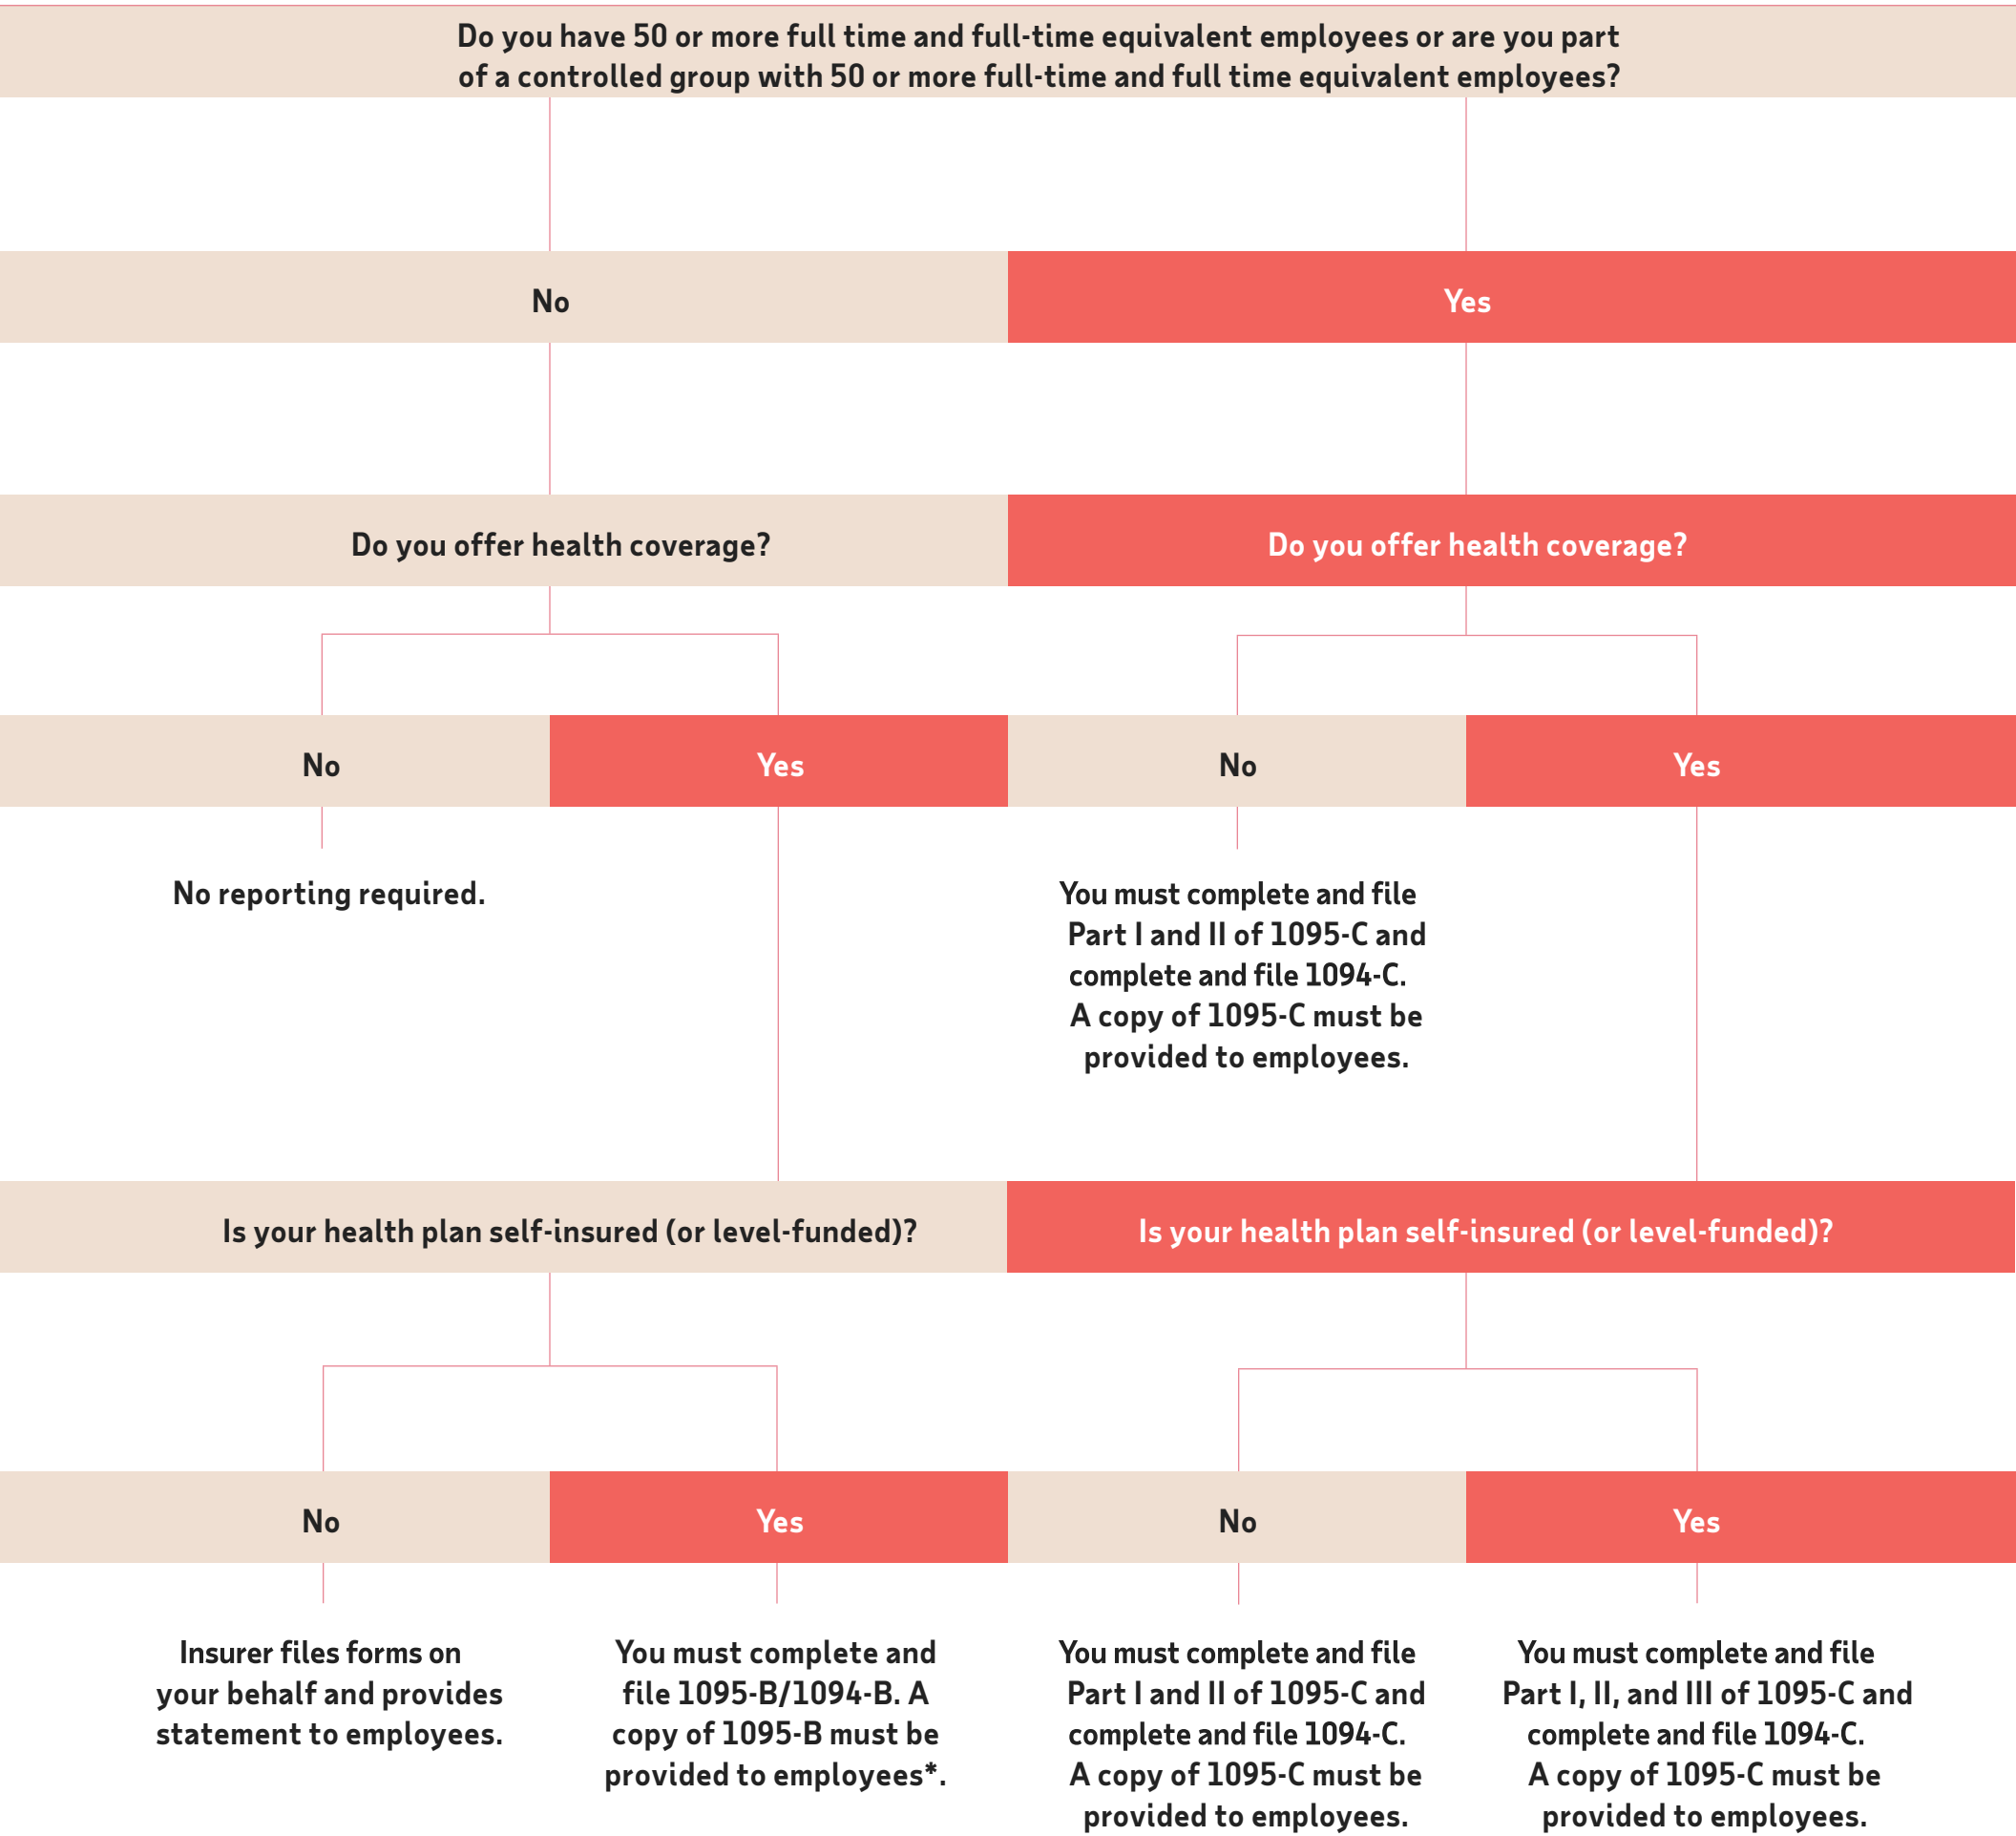 Do you have 50 or more full time and full-time equivalent employees or are you part
of a controlled group with 50 or more full-time and full time equivalent employees?
No
Yes
Do you offer health coverage?
Do you offer health coverage?
No
Yes
No
Yes
No reporting required.
You must complete and file
Part I and II of 1095-C and
complete and file 1094-C.
A copy of 1095-C must be
provided to employees.
Is your health plan self-insured (or level-funded)?
Is your health plan self-insured (or level-funded)?
No
Yes
No
Yes
Insurer files forms on
your behalf and provides
statement to employees.
You must complete and
file 1095-B/1094-B. A
copy of 1095-B must be
provided to employees*.
You must complete and file
Part I and II of 1095-C and
complete and file 1094-C.
A copy of 1095-C must be
provided to employees.
You must complete and file
Part I, II, and III of 1095-C and
complete and file 1094-C.
A copy of 1095-C must be
provided to employees.